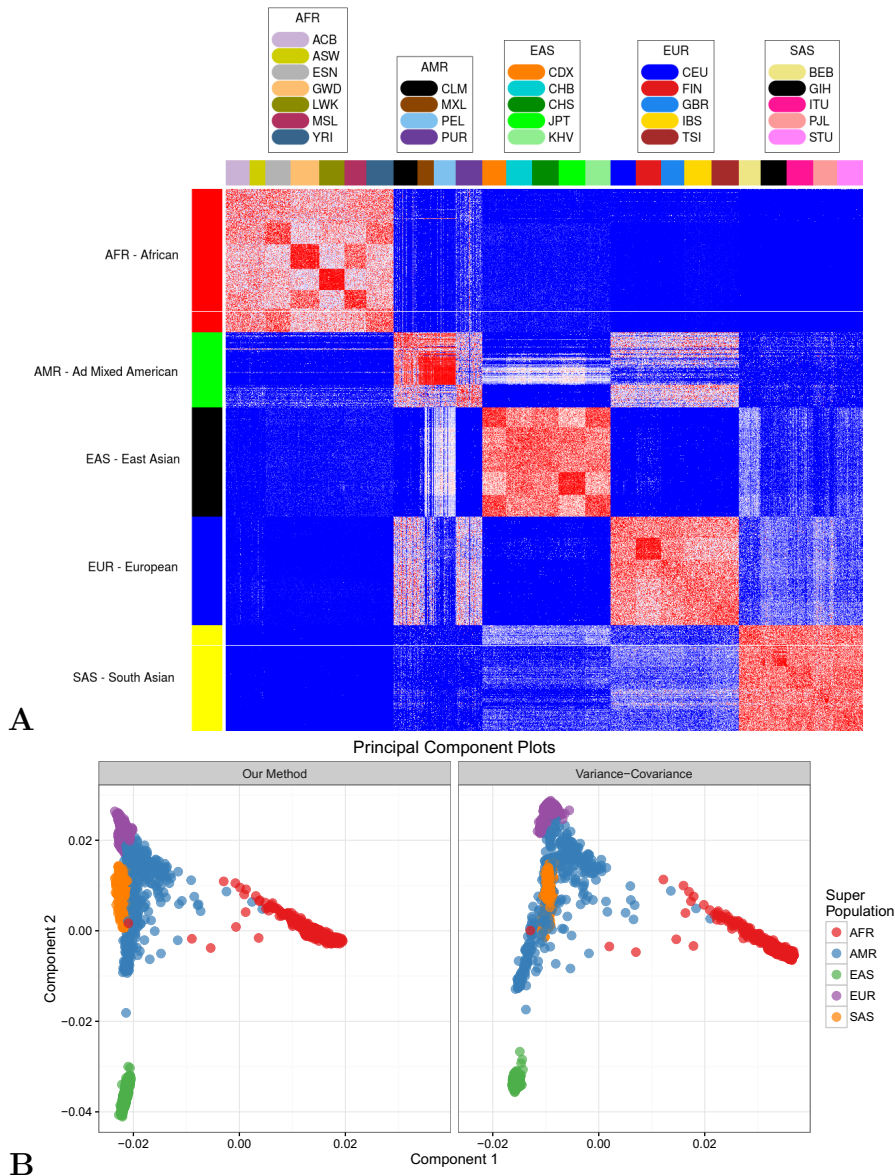 AFR
ACB
ASW
ESN
GWD
LWK
MSL
YRI
AMR
CLM
MXL
PEL
PUR
EAS
CDX
CHB
CHS
JPT
KHV
EUR
CEU
FIN
GBR
IBS
TSI
SAS
BEB
GIH
ITU
PJL
STU
AFR - African
AMR - Ad Mixed American
EAS - East Asian
EUR - European
SAS - South Asian
A
Principal Component Plots
Our Method
Variance-Covariance
Component 2
0.02
0.00
-0.02
-0.04
-0.02 0.00 0.02
-0.02 0.00 0.02
Component 1
Super
Population
AFR
AMR
EAS
EUR
SAS
B